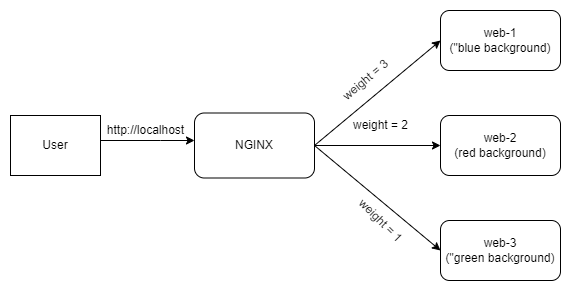 web-1
("blue background)
weight = 3
http://localhost
weight = 2
User
NGINX
web-2
(red background)
weight = 1
web-3
("green background)